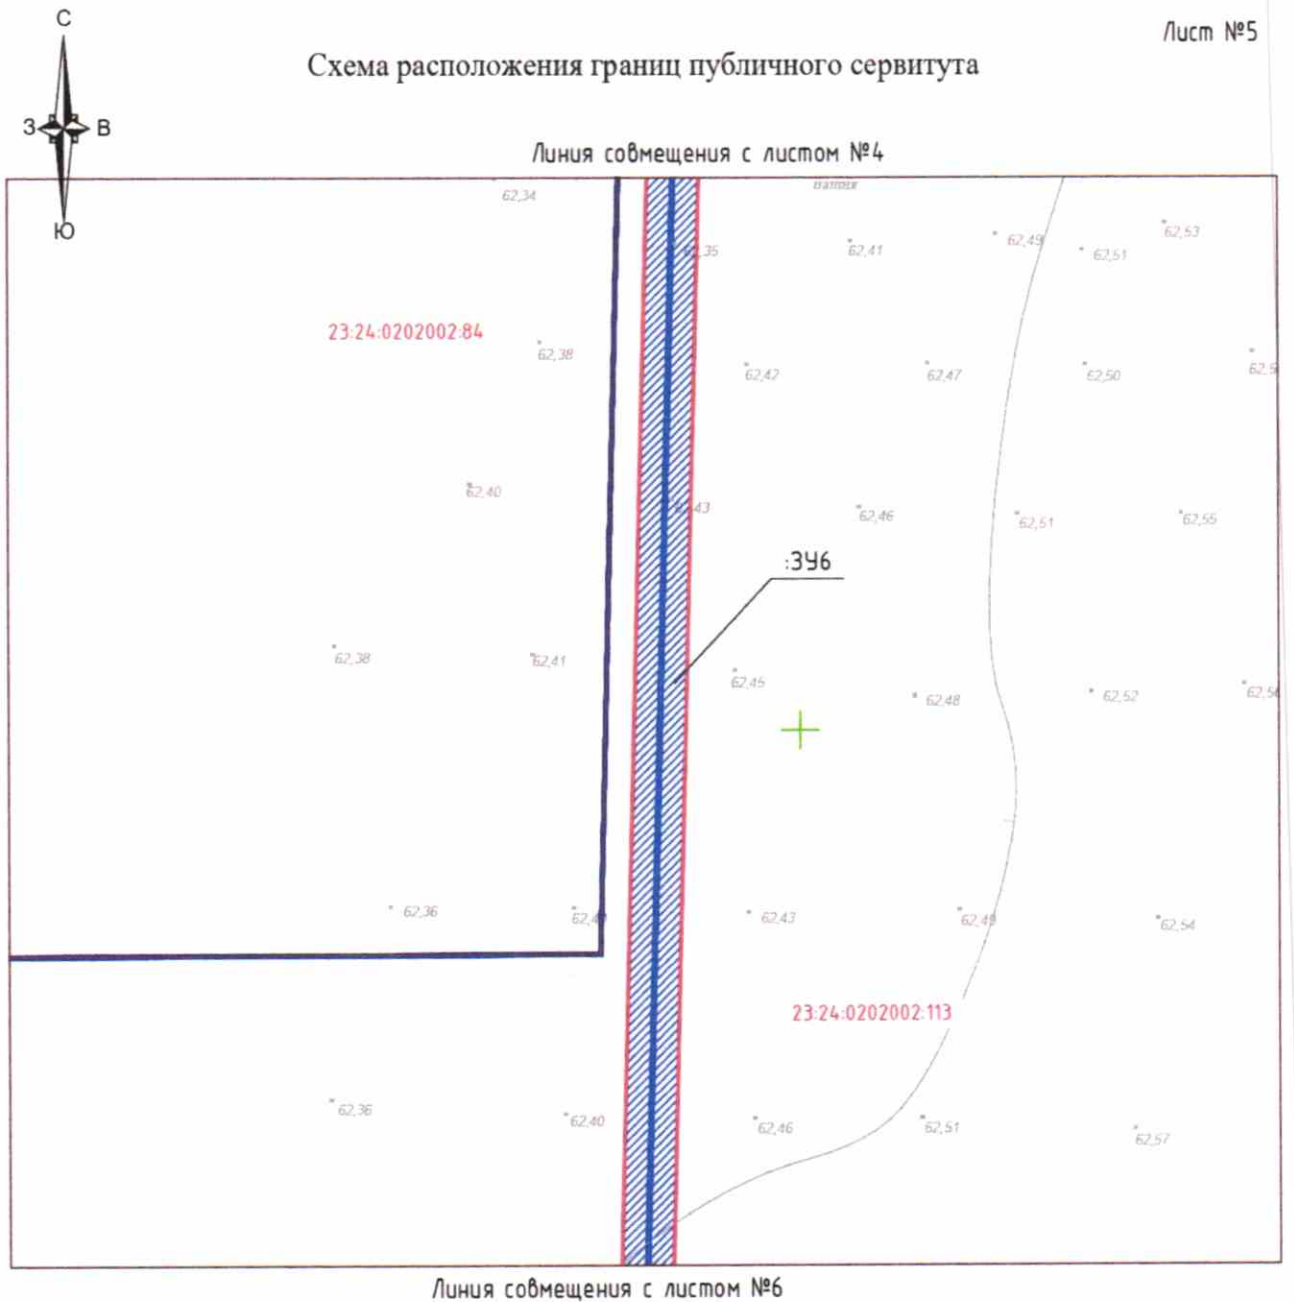 С
Лист №5
Схема расположения границ публичного сервитута
З В
Линия совмещения с листом №4
Ю
62,34
62,35 62,41 62,49 62,51 62,53
23:24:0202002:84
62,38 62,42 62,47 62,50
62,40 62,46 62,51 62,55
:ЗУ6
62,38 62,41 62,45 62,48 62,52
62,36 62,43 62,49 62,54
23:24:0202002:113
62,36 62,40 62,46 62,51 62,57
Линия совмещения с листом №6